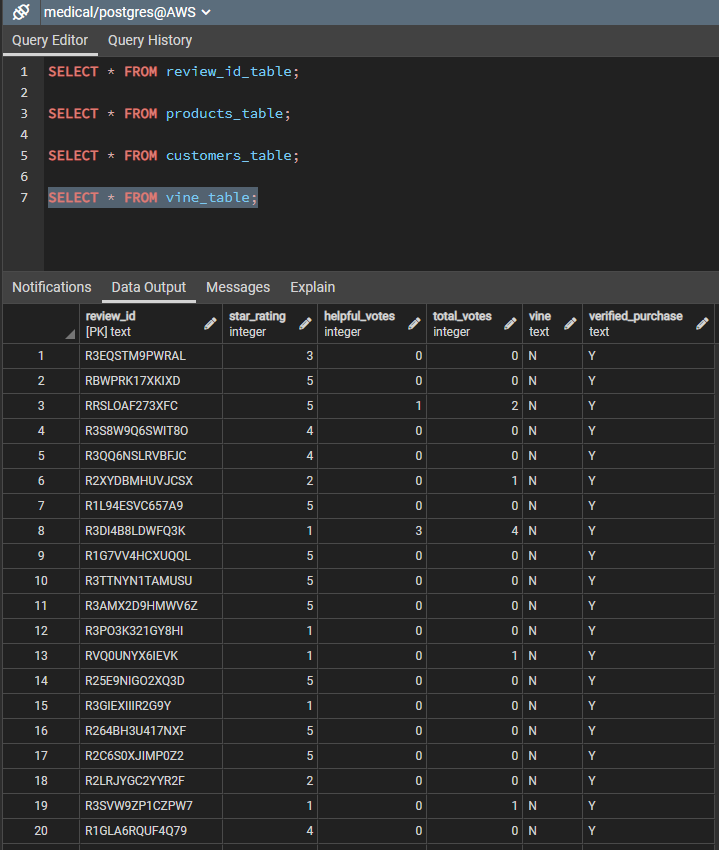 medical/postgres@AWS
Query Editor Query History
1 SELECT * FROM review_id_table;
2
3 SELECT * FROM products_table;
4
5 SELECT * FROM customers_table;
6
7 SELECT * FROM vine_table;
Notifications Data Output Messages Explain
review_id star_rating helpful_votes total_votes vine verified_purchase
[PK] text integer integer integer text text
1 R3EQSTM9PWRAL 3 0 0 N Y
2 RBWPRK17XKIXD 5 0 0 N Y
3 RRSLOAF273XFC 5 1 2 N Y
4 R3S8W9Q6SWIT8O 4 0 0 N Y
5 R3QQ6NSLRVBFJC 4 0 0 N Y
6 R2XYDBMHUVJCSX 2 0 1 N Y
7 R1L94ESVC657A9 5 0 0 N Y
8 R3DI4B8LDWFQ3K 1 3 4 N Y
9 R1G7VV4HCXUQQL 5 0 0 N Y
10 R3TTNYN1TAMUSU 5 0 0 N Y
11 R3AMX2D9HMWV6Z 5 0 0 N Y
12 R3PO3K321GY8HI 1 0 0 N Y
13 RVQ0UNYX6IEVK 1 0 1 N Y
14 R25E9NIGO2XQ3D 5 0 0 N Y
15 R3GIEXIIIR2G9Y 1 0 0 N Y
16 R264BH3U417NXF 5 0 0 N Y
17 R2C6S0XJIMP0Z2 5 0 0 N Y
18 R2LRJYGC2YYR2F 2 0 0 N Y
19 R3SVW9ZP1CZPW7 1 0 1 N Y
20 R1GLA6RQUF4Q79 4 0 0 N Y